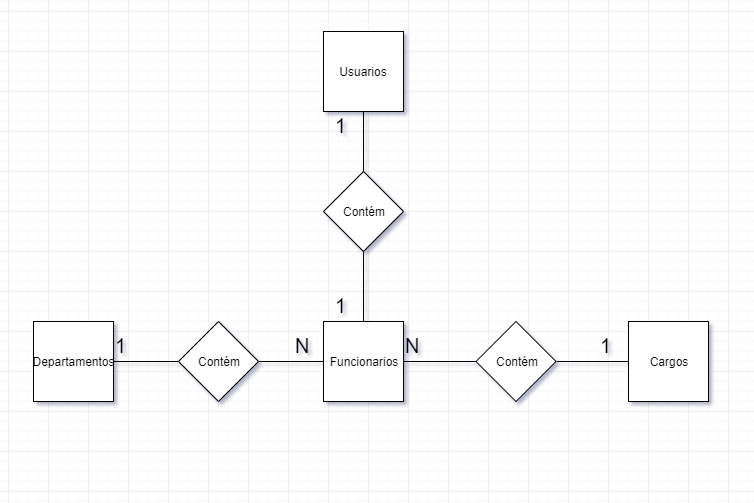 Usuarios
1
Contém
1
Departamentos
1
Contém
N
Funcionarios
N
Contém
1
Cargos